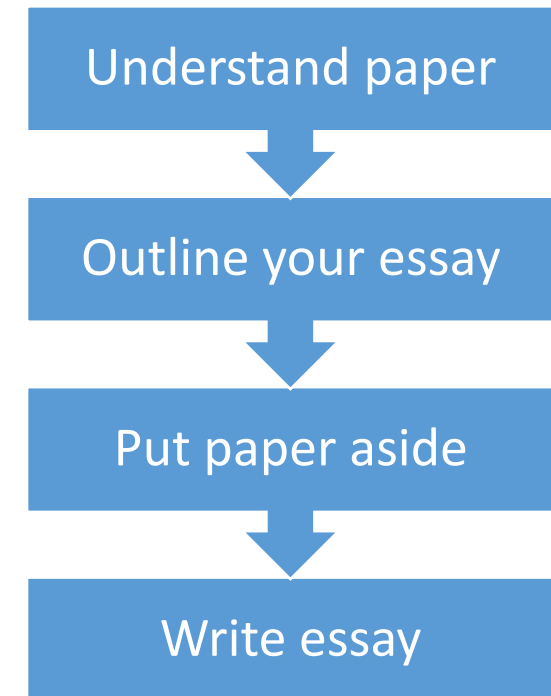 Understand paper
Outline your essay
Put paper aside
Write essay